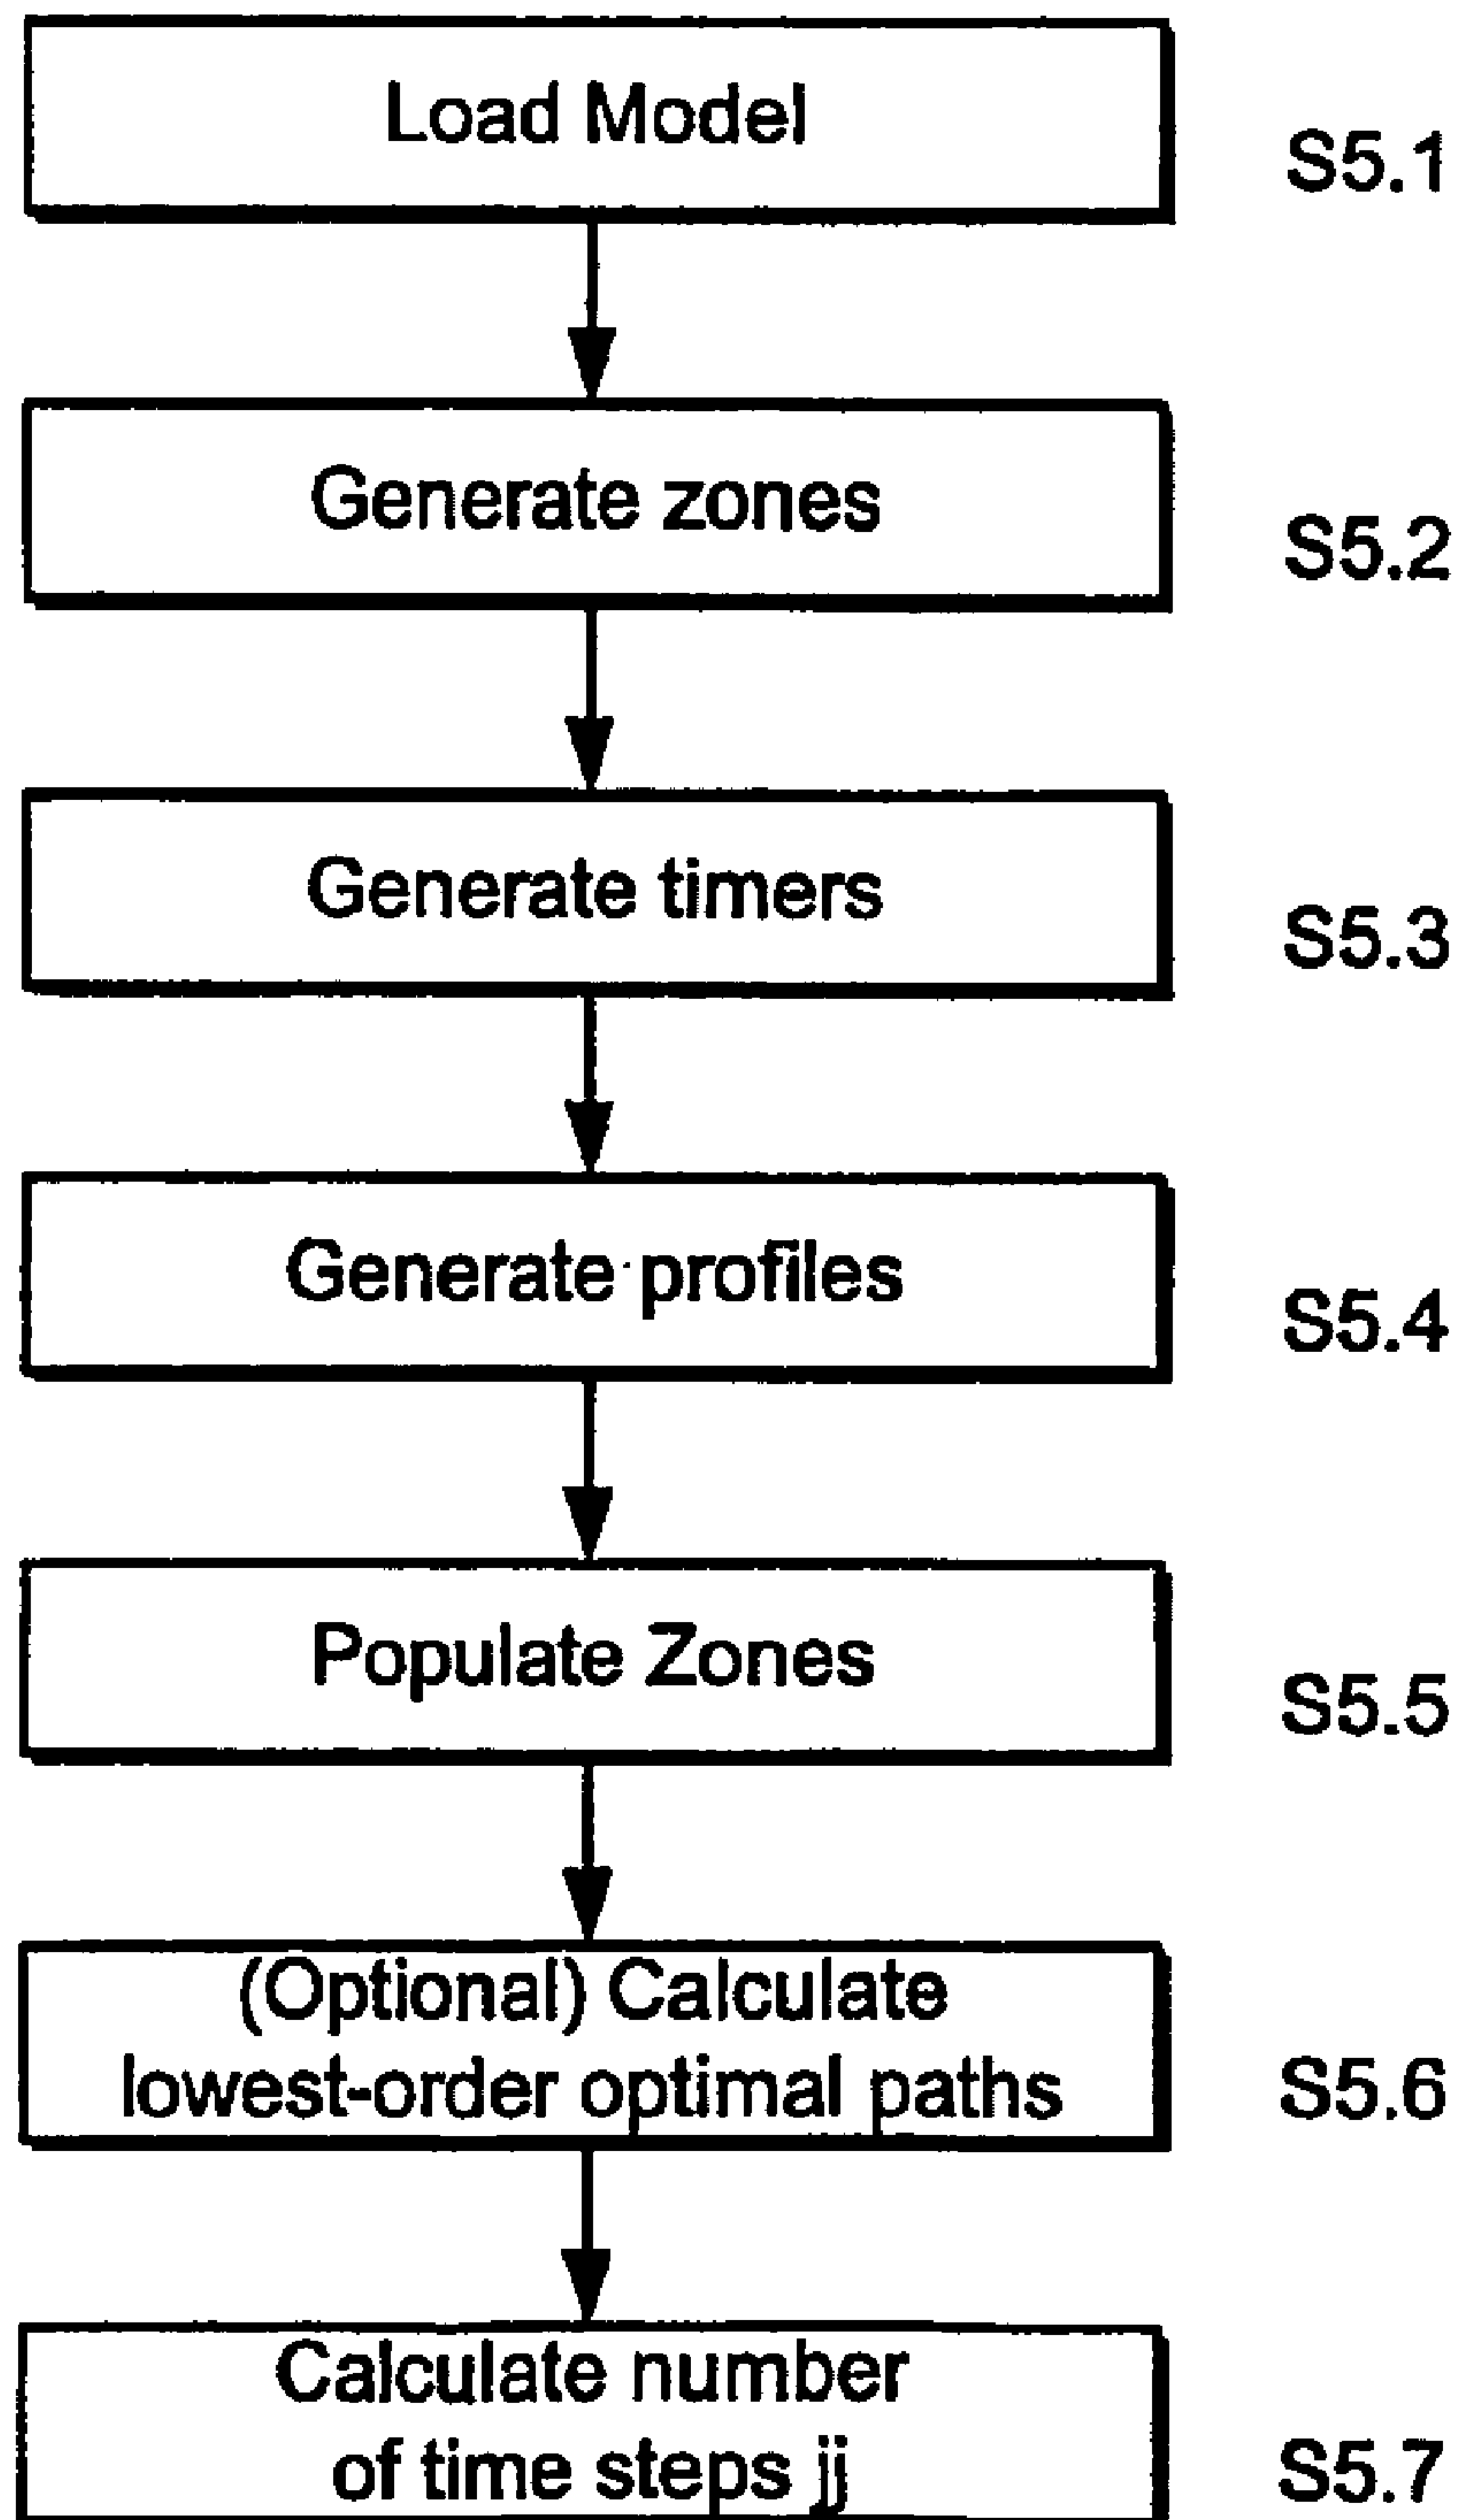 Load Model
S5.1
Generate zones
S5.2
Generate timers
S5.3
Generate profiles
S5.4
Populate Zones
S5.5
(Optional) Calculate
lowest-order optimal paths
S5.6
Calculate number
of time steps jj
S5.7